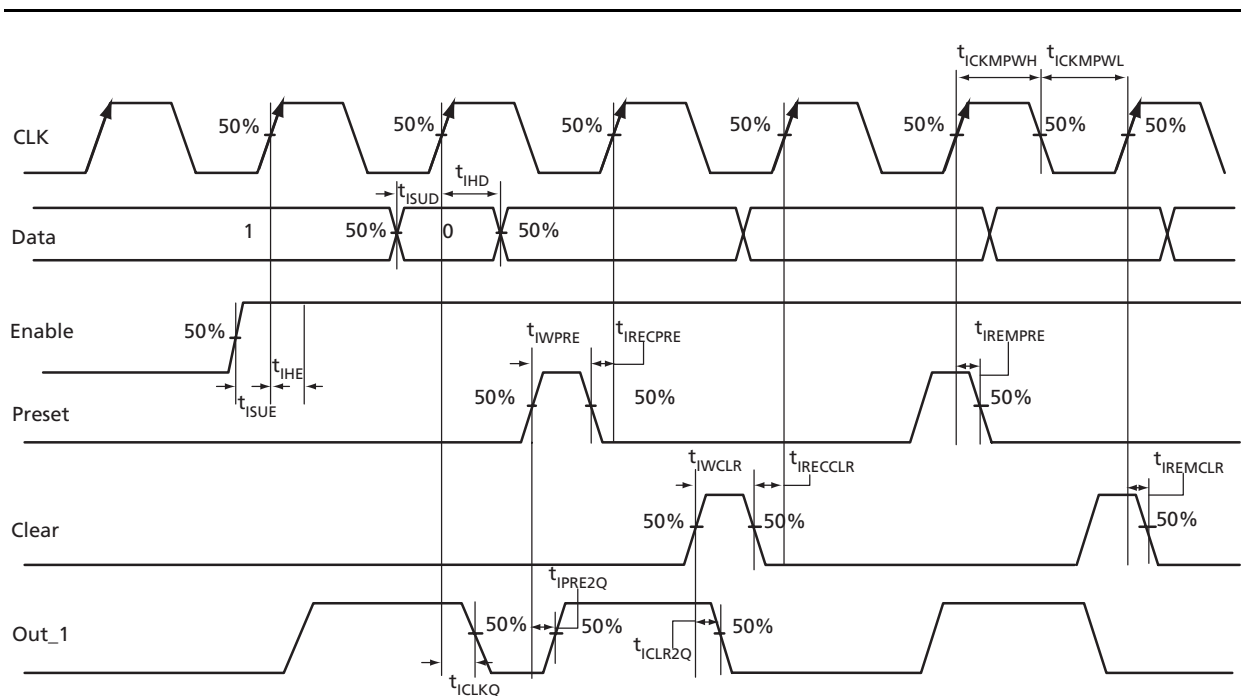 tICKMPWH tICKMPWL
CLK 50% 50% 50% 50% 50% 50% 50%
tISUD tIHD
Data 1 50% 0 50%
Enable 50% tIWPRE tIRECPRE tIREMPRE
tIHE
tISUE
Preset 50% 50% 50%
tIWCLR tIRECCLR tIREMCLR
Clear 50% 50% 50%
tIPRE2Q
Out_1 50% 50% 50%
tICLR2Q
tICLKQ